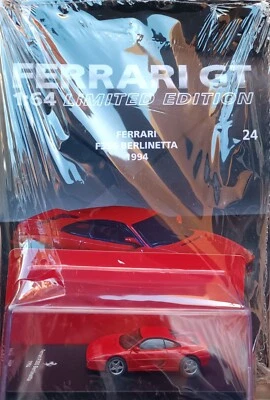 FERRARI GT
1:64 LIMITED EDITION
FERRARI
24
BERLINETTA
1994